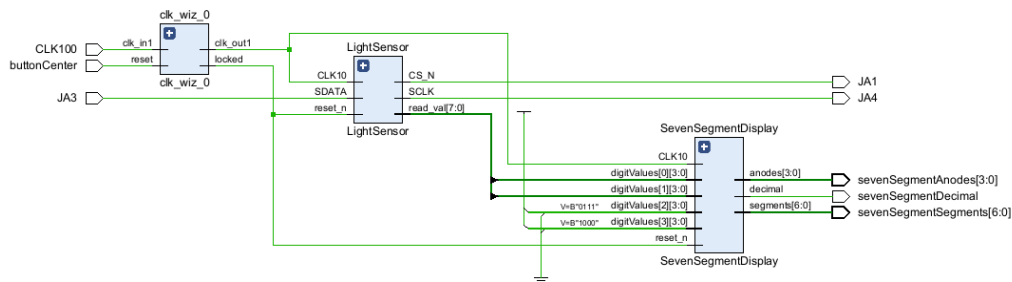 clk_wiz_0
CLK100
clk_in1
clk_out1
buttonCenter
reset
locked
clk_wiz_0
LightSensor
CLK10
CS_N
JA1
JA3
SDATA
SCLK
JA4
reset_n
read_val[7:0]
LightSensor
SevenSegmentDisplay
CLK10
digitValues[0][3:0]
anodes[3:0]
sevenSegmentAnodes[3:0]
digitValues[1][3:0]
decimal
sevenSegmentDecimal
V=B"0111"
digitValues[2][3:0]
segments[6:0]
sevenSegmentSegments[6:0]
V=B"1000"
digitValues[3][3:0]
reset_n
SevenSegmentDisplay